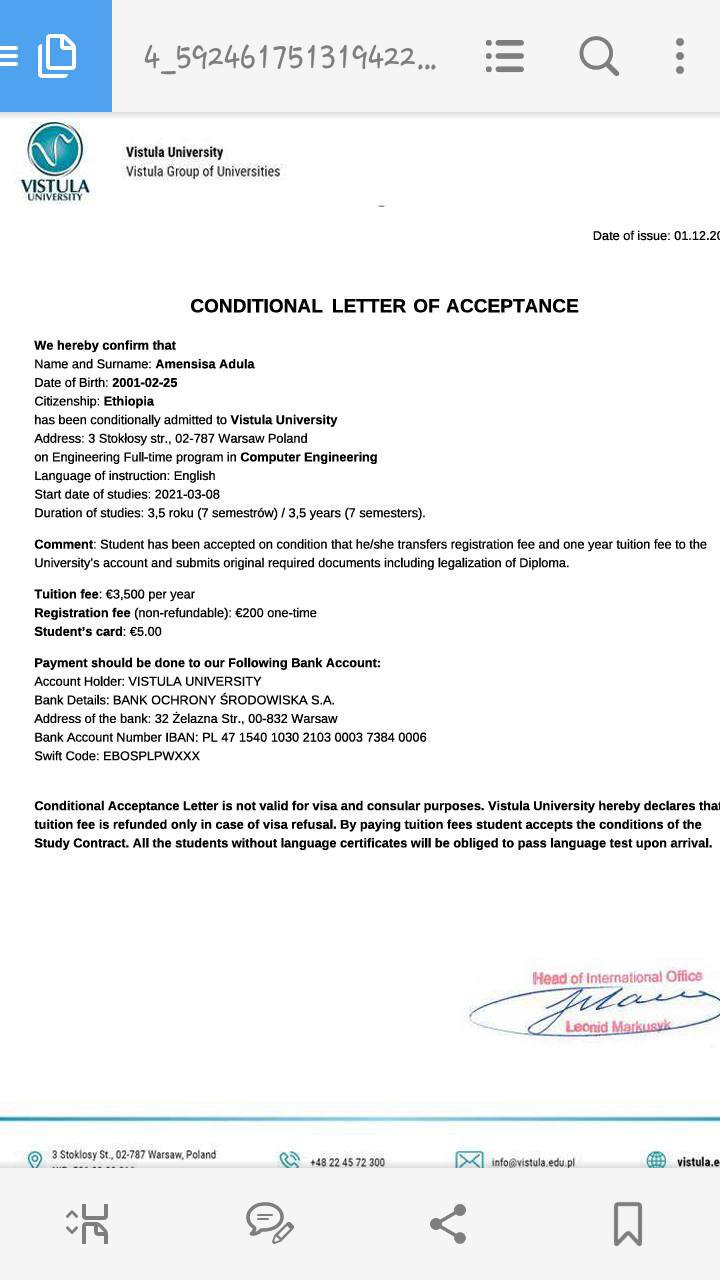 4_592461751319422...
VISTULA
UNIVERSITY
Vistula University
Vistula Group of Universities
Date of issue: 01.12.20
CONDITIONAL LETTER OF ACCEPTANCE
We hereby confirm that
Name and Surname: Amensisa Adula
Date of Birth: 2001-02-25
Citizenship: Ethiopia
has been conditionally admitted to Vistula University
Address: 3 Stokłosy str., 02-787 Warsaw Poland
on Engineering Full-time program in Computer Engineering
Language of instruction: English
Start date of studies: 2021-03-08
Duration of studies: 3,5 roku (7 semestrów) / 3,5 years (7 semesters).
Comment: Student has been accepted on condition that he/she transfers registration fee and one year tuition fee to the
University's account and submits original required documents including legalization of Diploma.
Tuition fee: €3,500 per year
Registration fee (non-refundable): €200 one-time
Student's card: €5.00
Payment should be done to our Following Bank Account:
Account Holder: VISTULA UNIVERSITY
Bank Details: BANK OCHRONY ŚRODOWISKA S.A.
Address of the bank: 32 Żelazna Str., 00-832 Warsaw
Bank Account Number IBAN: PL 47 1540 1030 2103 0003 7384 0006
Swift Code: EBOSPLPWXXX
Conditional Acceptance Letter is not valid for visa and consular purposes. Vistula University hereby declares that
tuition fee is refunded only in case of visa refusal. By paying tuition fees student accepts the conditions of the
Study Contract. All the students without language certificates will be obliged to pass language test upon arrival.
Head of International Office
Leonid Markusyk
3 Stoklosy St., 02-787 Warsaw, Poland
+48 22 45 72 300
info@vistula.edu.pl
vistula.e